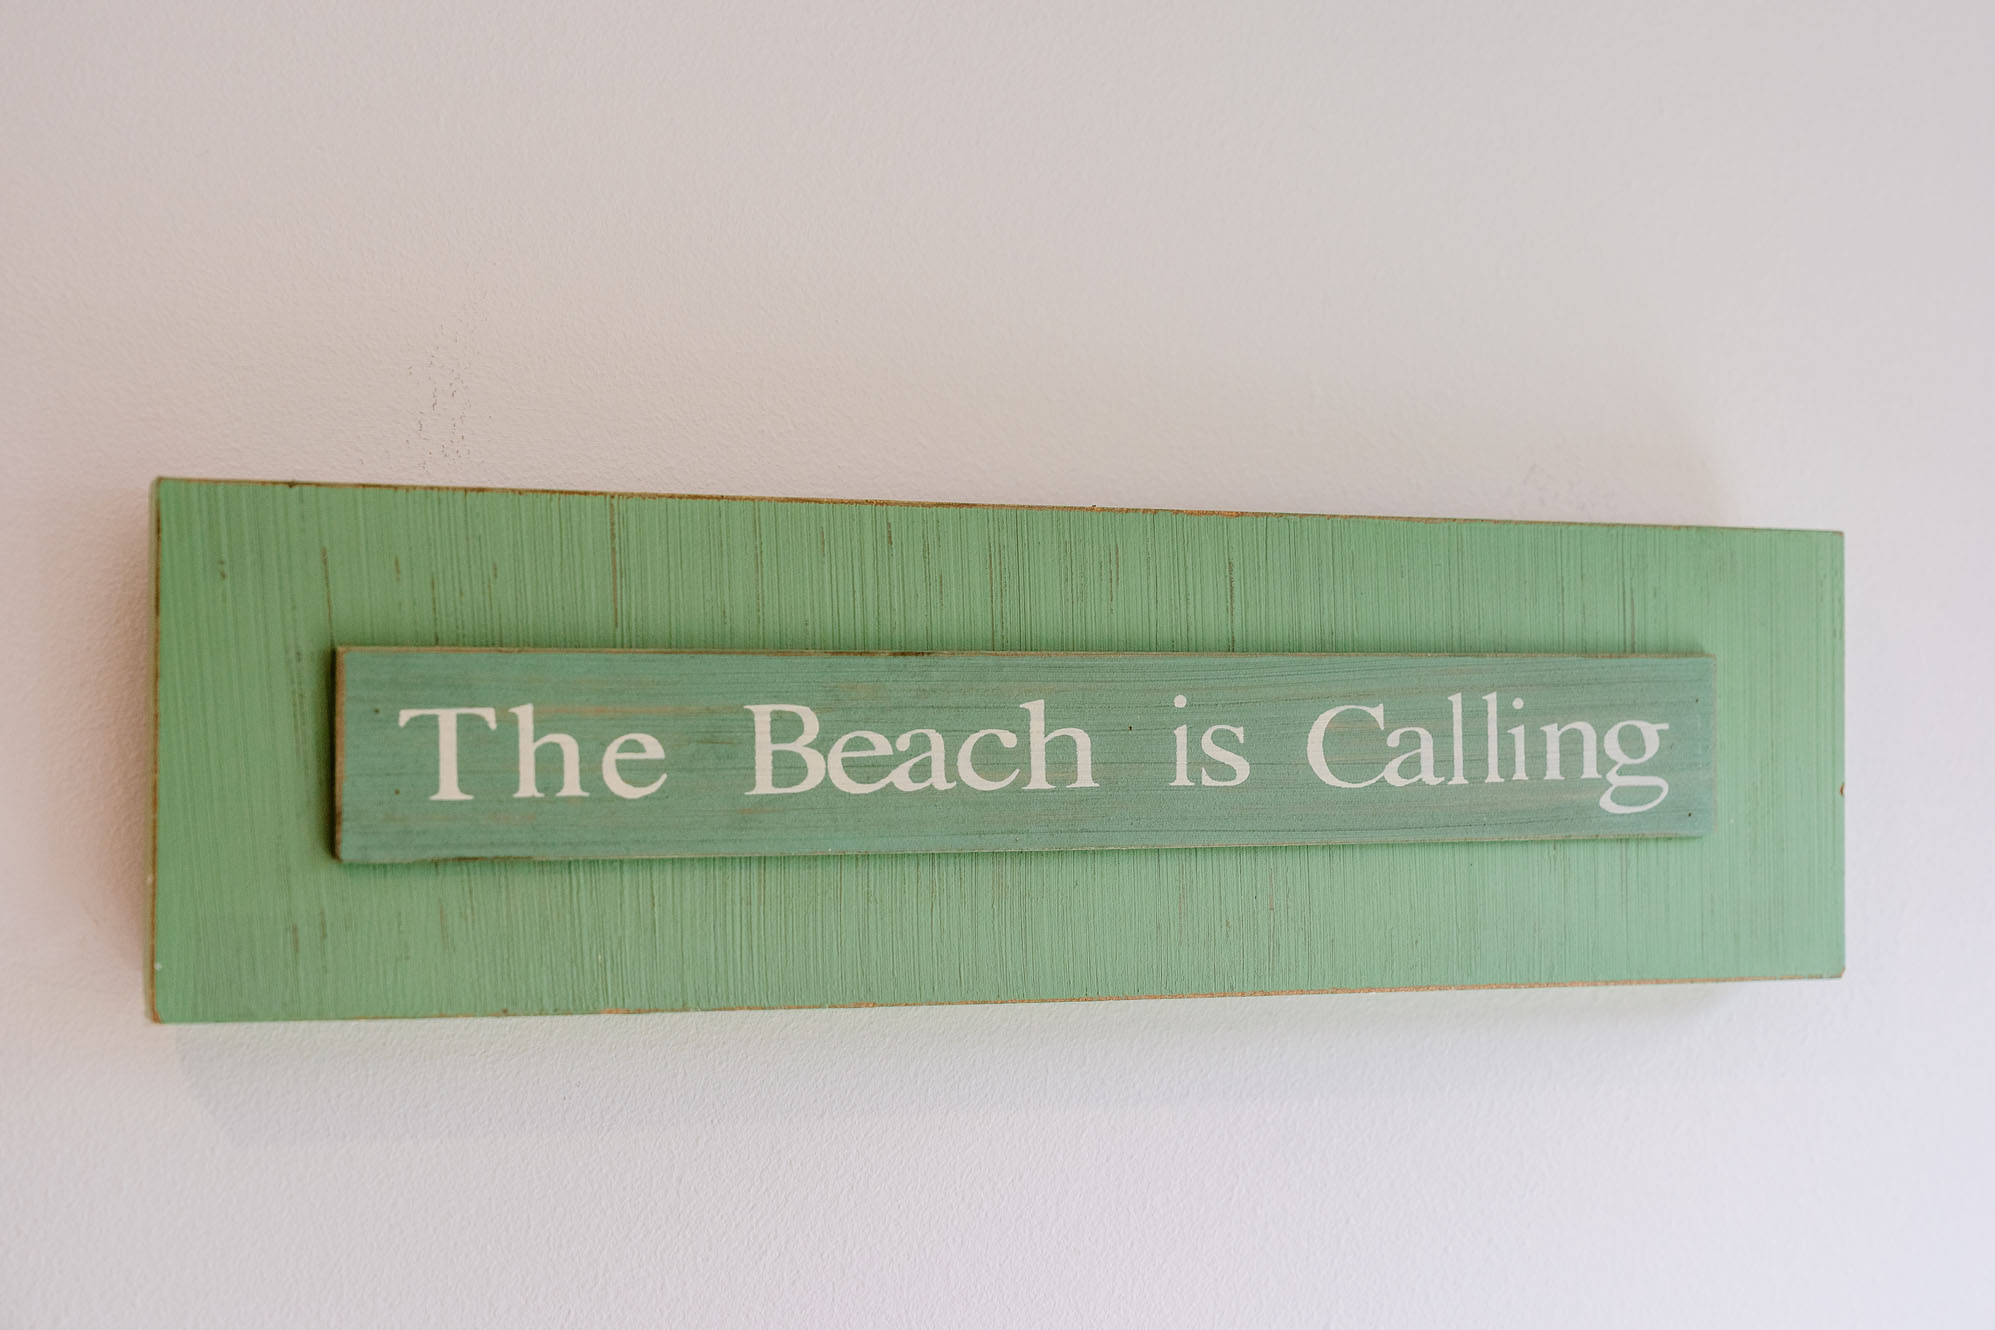 The Beach is Calling